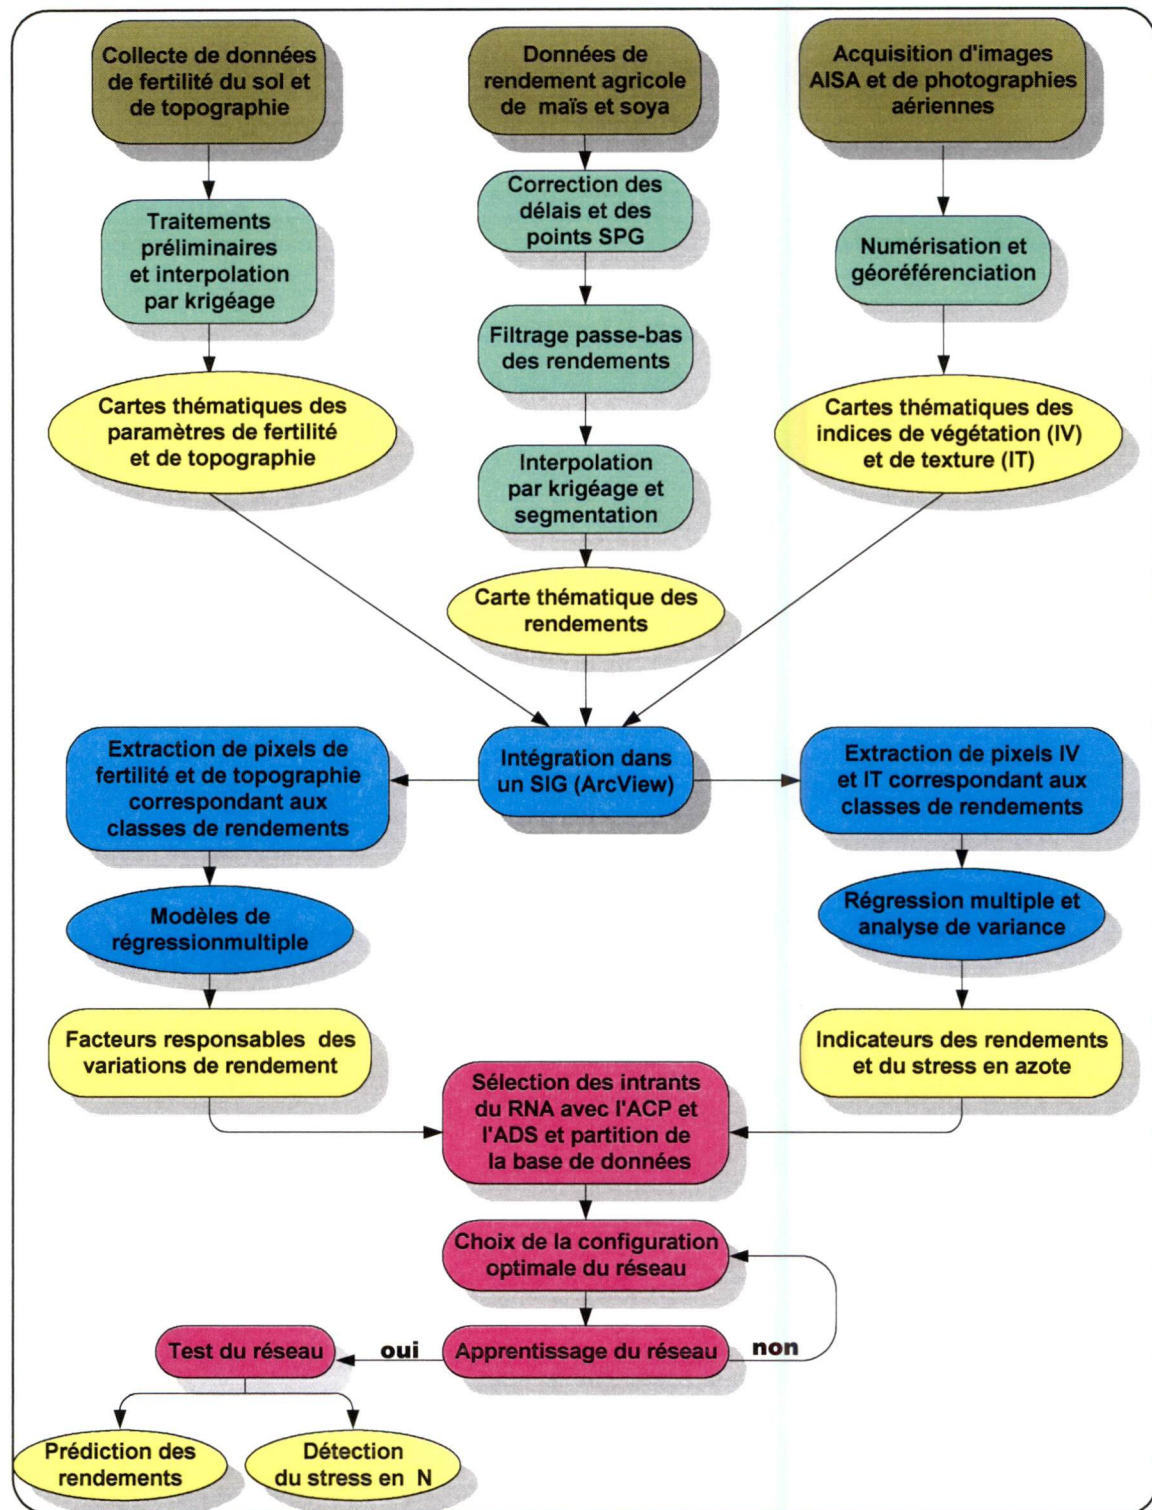 Collecte de données
de fertilité du sol et
de topographie
Données de
rendement agricole
de maïs et soya
Acquisition d'images
AISA et de photographies
aériennes
Traitements
préliminaires
et interpolation
par krigéage
Correction des
délais et des
points SPG
Numérisation et
géoréférenciation
Filtrage passe-bas
des rendements
Cartes thématiques des
paramètres de fertilité
et de topographie
Interpolation
par krigéage et
segmentation
Cartes thématiques des
indices de végétation (IV)
et de texture (IT)
Carte thématique des
rendements
Extraction de pixels de
fertilité et de topographie
correspondant aux
classes de rendements
Intégration dans
un SIG (ArcView)
Extraction de pixels IV
et IT correspondant aux
classes de rendements
Modèles de
régressionmultiple
Régression multiple et
analyse de variance
Facteurs responsables des
variations de rendement
Indicateurs des rendements
et du stress en azote
Sélection des intrants
du RNA avec l'ACP et
l'ADS et partition de
la base de données
Choix de la configuration
optimale du réseau
Test du réseau
oui
Apprentissage du réseau
non
Prédiction des
rendements
Détection
du stress en N